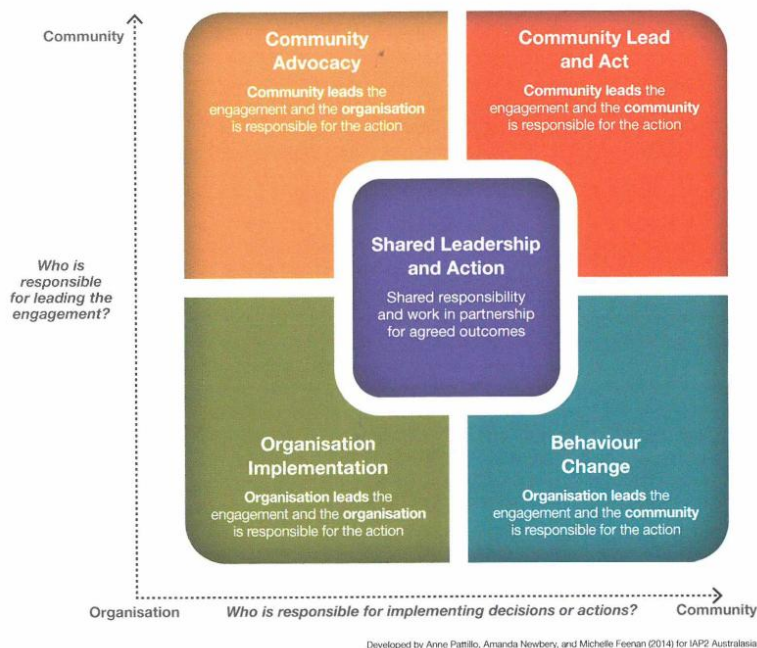 Community
Community
Advocacy
Community leads the
engagement and the organisation
is responsible for the action
Community Lead
and Act
Community leads the
engagement and the community
is responsible for the action
Who is
responsible
for leading the
engagement?
Shared Leadership
and Action
Shared responsibility
and work in partnership
for agreed outcomes
Organisation
Implementation
Organisation leads the
engagement and the organisation
is responsible for the action
Behaviour
Change
Organisation leads the
engagement and the community
is responsible for the action
Organisation
Who is responsible for implementing decisions or actions?
Community
Developed by Anne Pattillo, Amanda Newbery, and Michelle Feenan (2014) for IAP2 Australasia